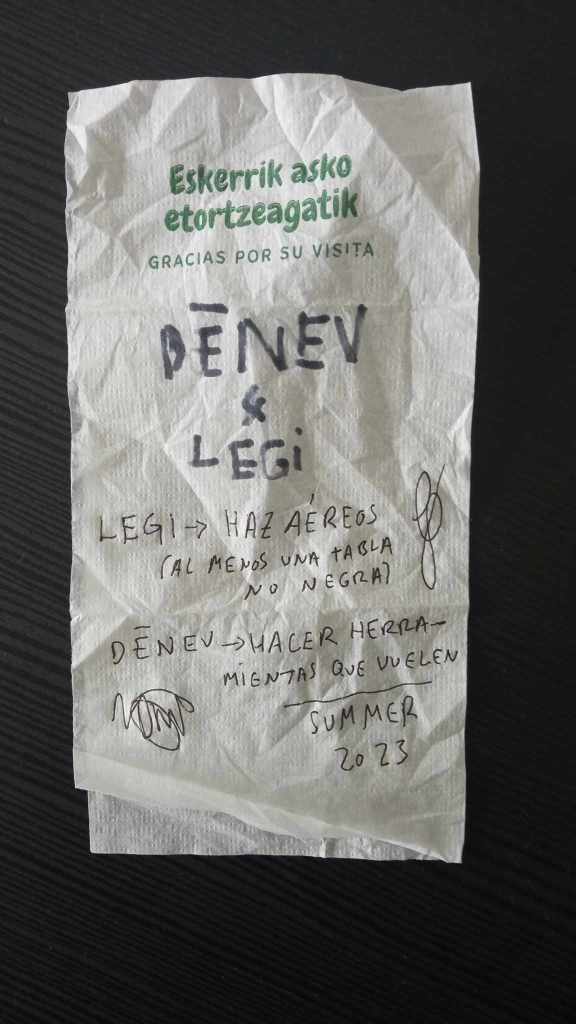 Eskerrik asko
etortzeagatik
GRACIAS POR SU VISITA
DĒNEV
&
LEGi
LEGi → HAZ AÉREOS
(AL MENOS UNA TABLA
NO NEGRA)
DĒNEV → HACER HERRA-
MIENTAS QUE VUELEN
SUMMER
2023